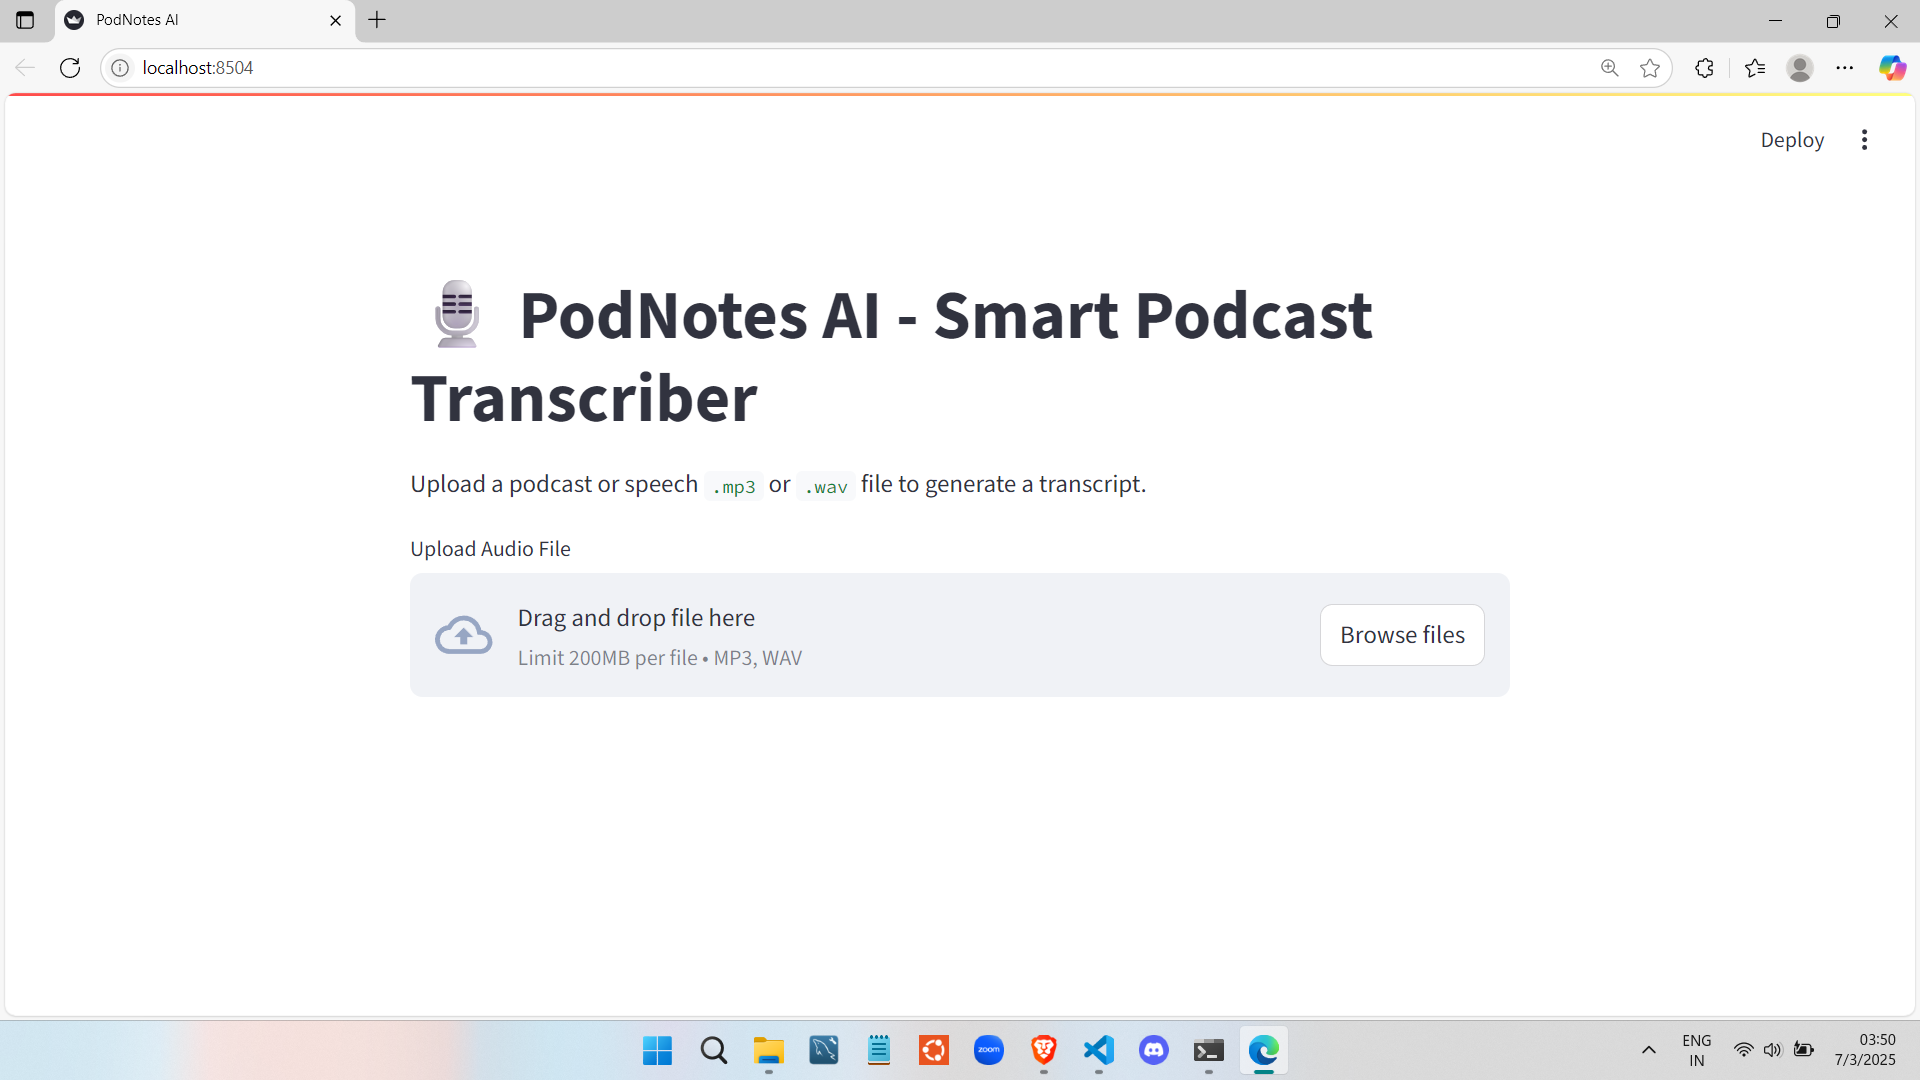 PodNotes AI
localhost:8504
Deploy
PodNotes AI - Smart Podcast
Transcriber
Upload a podcast or speech .mp3 or .wav file to generate a transcript.
Upload Audio File
Drag and drop file here
Limit 200MB per file • MP3, WAV
Browse files
zoom
ENG
IN
03:50
7/3/2025